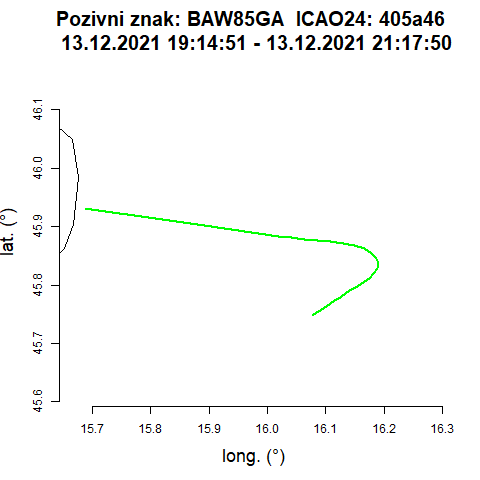 Pozivni znak: BAW85GA  ICAO24: 405a46
13.12.2021 19:14:51 - 13.12.2021 21:17:50
46.1
46.0
45.9
45.8
45.7
45.6
lat. (°)
15.7 15.8 15.9 16.0 16.1 16.2 16.3
long. (°)